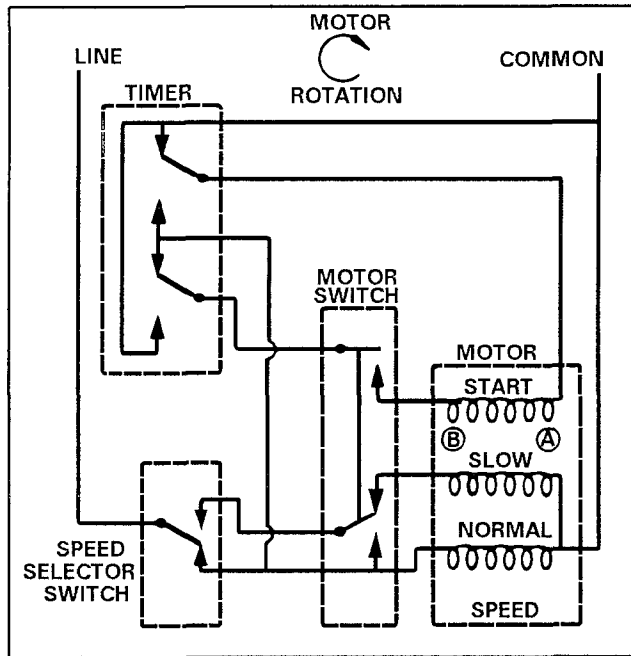 MOTOR
ROTATION
LINE
COMMON
TIMER
MOTOR
SWITCH
MOTOR
START
B
A
SLOW
NORMAL
SPEED
SPEED
SELECTOR
SWITCH